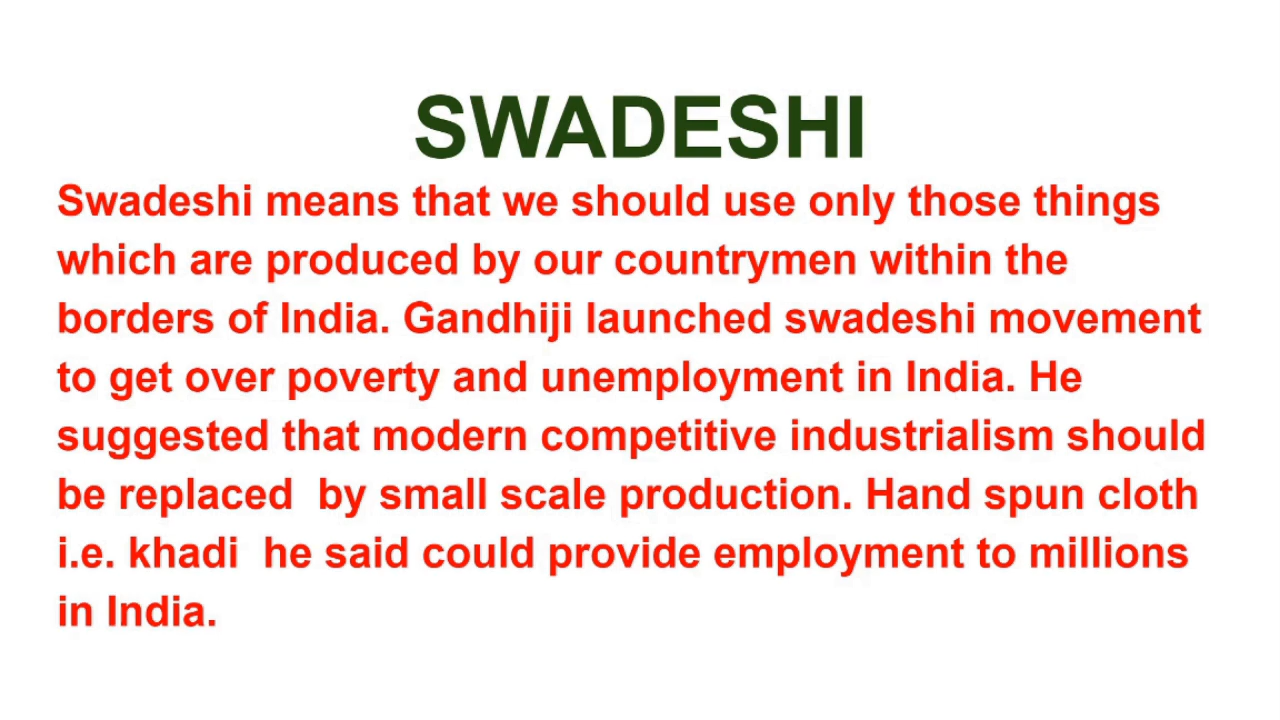 SWADESHI
Swadeshi means that we should use only those things
which are produced by our countrymen within the
borders of India. Gandhiji launched swadeshi movement
to get over poverty and unemployment in India. He
suggested that modern competitive industrialism should
be replaced  by small scale production. Hand spun cloth
i.e. khadi  he said could provide employment to millions
in India.